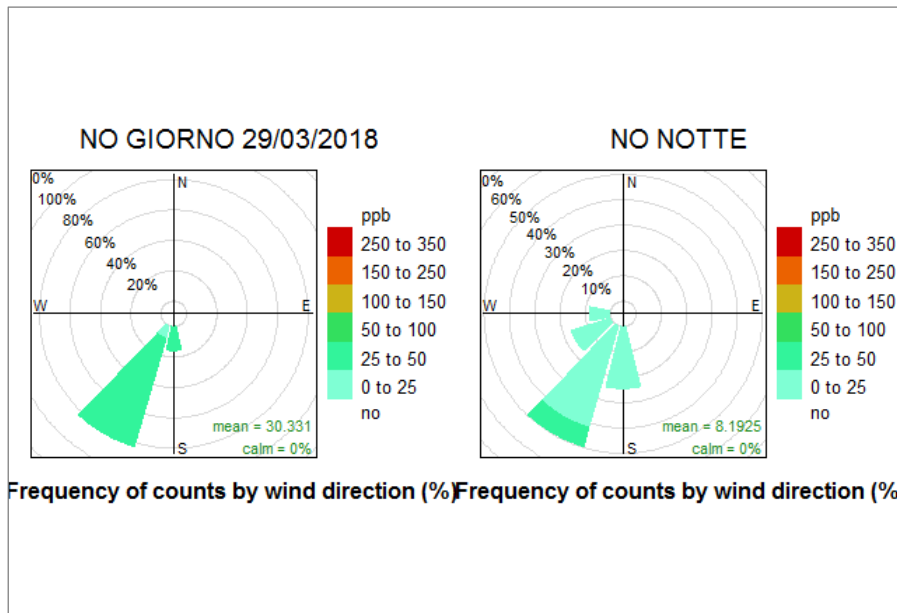 NO GIORNO 29/03/2018
0%
100%
80%
60%
40%
20%
N
W
E
S
mean = 30.331
calm = 0%
ppb
250 to 350
150 to 250
100 to 150
50 to 100
25 to 50
0 to 25
no
Frequency of counts by wind direction (%)
NO NOTTE
0%
60%
50%
40%
30%
20%
10%
N
W
E
S
mean = 8.1925
calm = 0%
ppb
250 to 350
150 to 250
100 to 150
50 to 100
25 to 50
0 to 25
no
Frequency of counts by wind direction (%